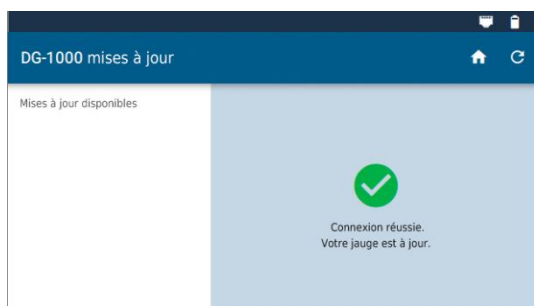 DG-1000 mises à jour
Mises à jour disponibles
Connexion réussie.
Votre jauge est à jour.